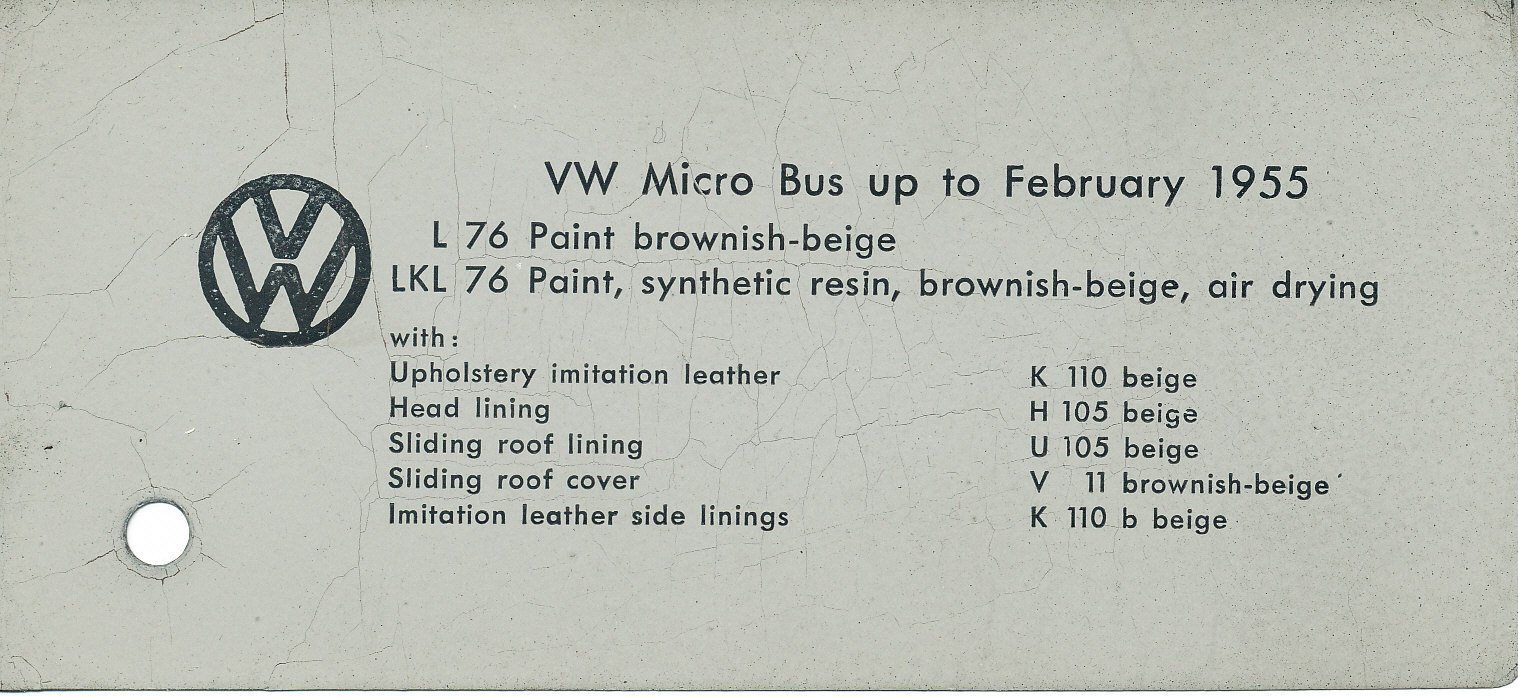 VW Micro Bus up to February 1955
L 76 Paint brownish-beige
LKL 76 Paint, synthetic resin, brownish-beige, air drying
with:
Upholstery imitation leather K 110 beige
Head lining H 105 beige
Sliding roof lining U 105 beige
Sliding roof cover V 11 brownish-beige
Imitation leather side linings K 110 b beige